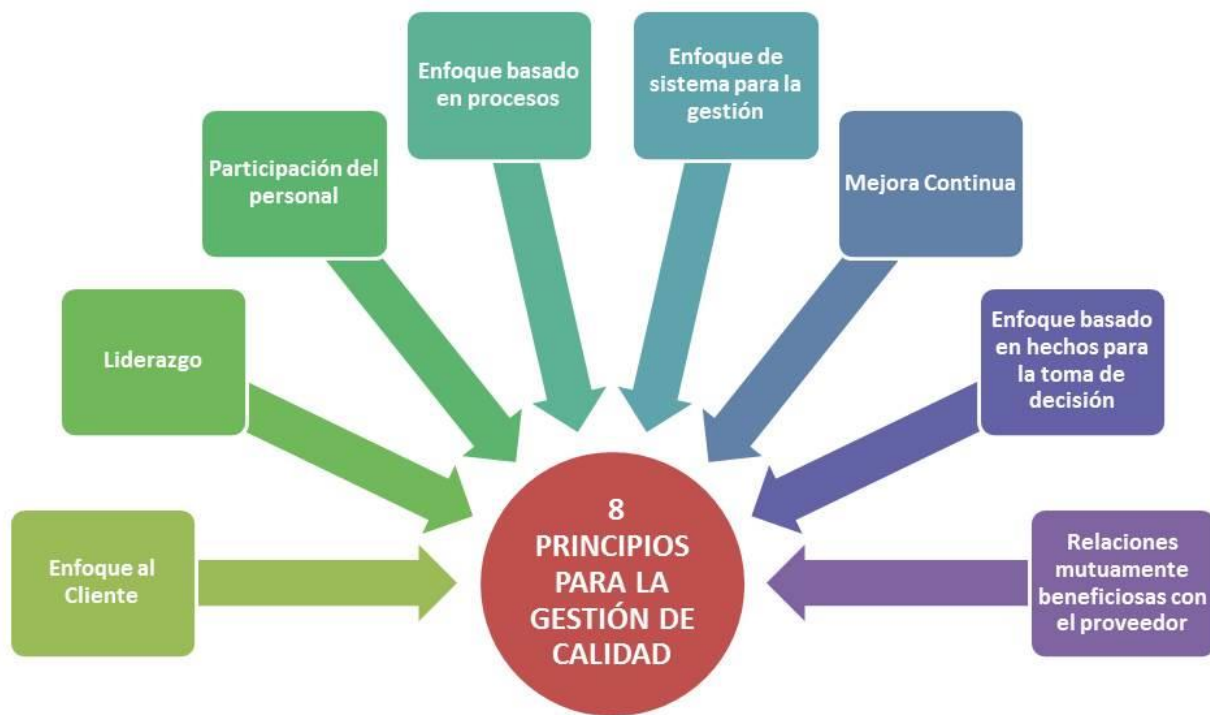 Enfoque al
Cliente
Liderazgo
Participación del
personal
Enfoque basado
en procesos
Enfoque de
sistema para la
gestión
Mejora Continua
Enfoque basado
en hechos para
la toma de
decisión
Relaciones
mutuamente
beneficiosas con
el proveedor
8
PRINCIPIOS
PARA LA
GESTIÓN DE
CALIDAD